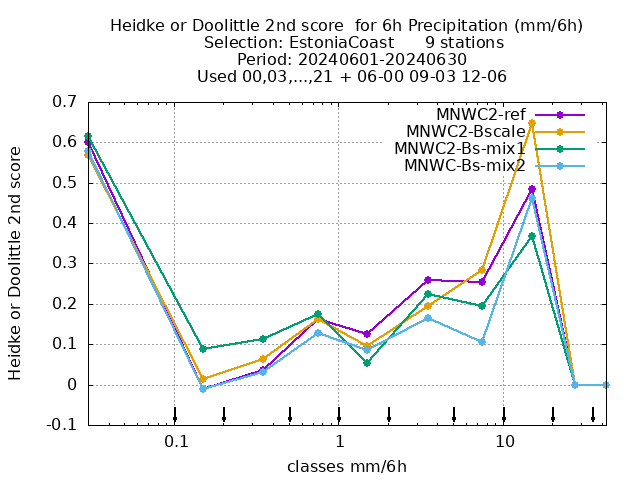 Heidke or Doolittle 2nd score  for 6h Precipitation (mm/6h)
Selection: EstoniaCoast      9 stations
Period: 20240601-20240630
Used 00,03,...,21 + 06-00 09-03 12-06
MNWC2-ref
MNWC2-Bscale
MNWC2-Bs-mix1
MNWC-Bs-mix2
Heidke or Doolittle 2nd score
0.7
0.6
0.5
0.4
0.3
0.2
0.1
0
-0.1
0.1 1 10
classes mm/6h